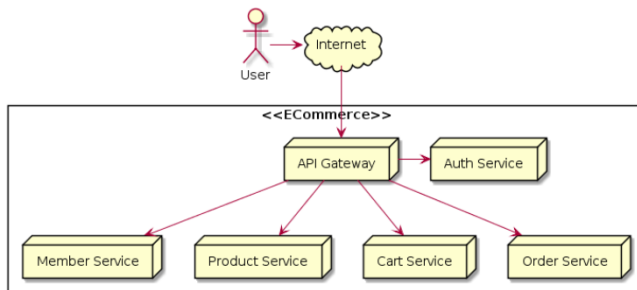 User
Internet
<<ECommerce>>
API Gateway
Auth Service
Member Service
Product Service
Cart Service
Order Service